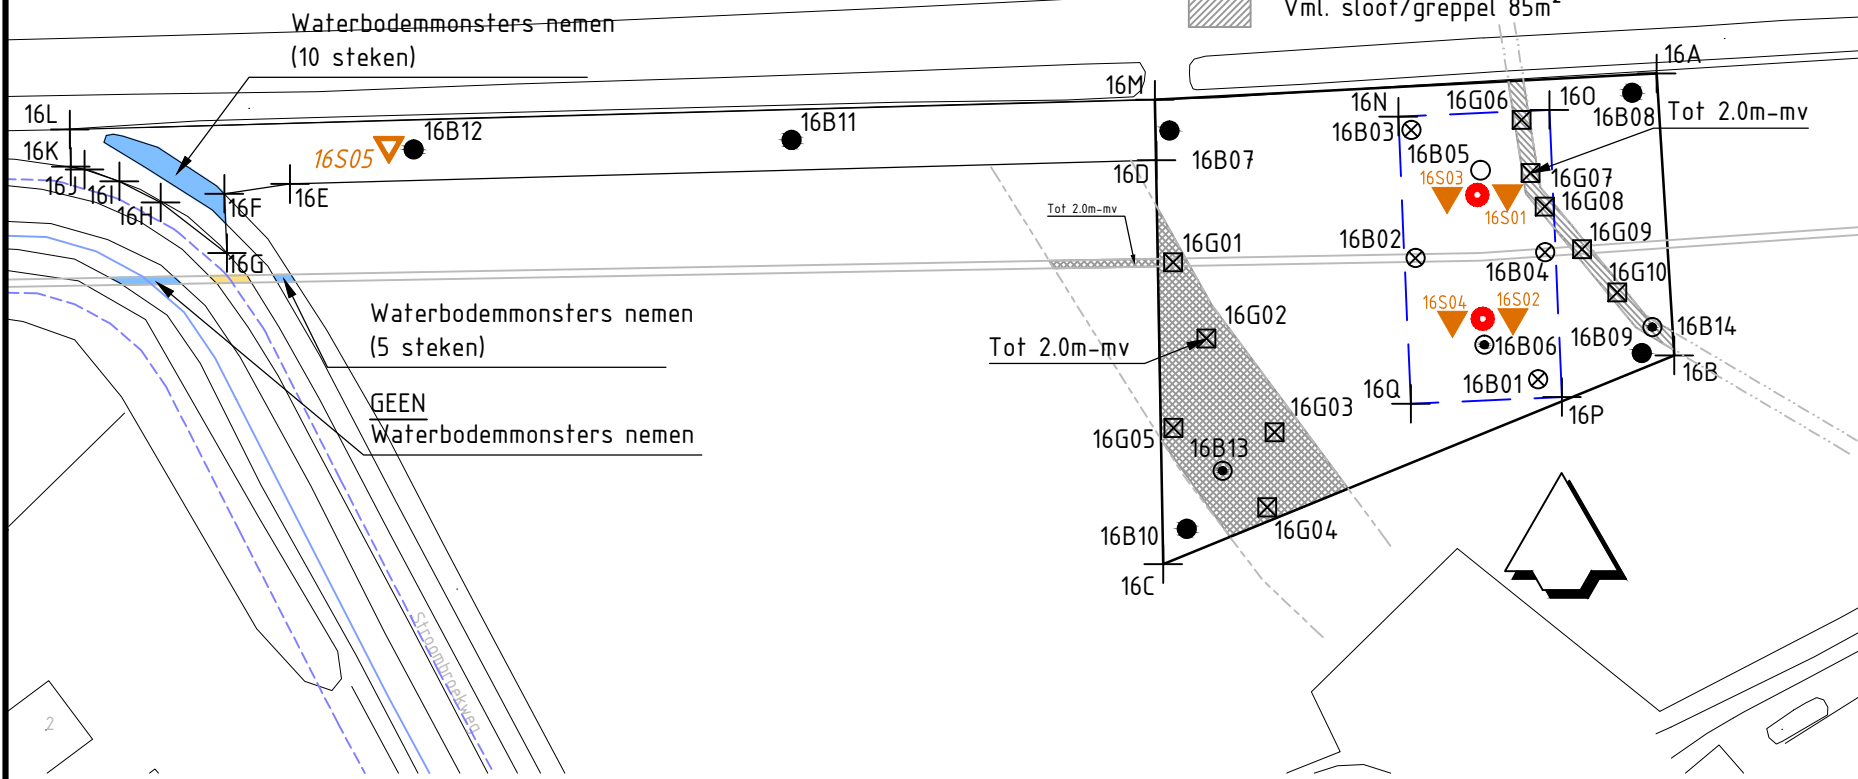 Waterbodemmonsters nemen
(10 steken)
Vml. sloot/greppel 85m²
16L
16K
16J
16I
16H
16F
16G
16E
16S05
16B12
16B11
16M
16B07
16D
16N
16B03
16G06
16O
16A
16B08
Tot 2.0m-mv
16B05
16S03
16S01
16G07
16G08
16G09
16G10
16B02
16B04
Tot 2.0m-mv
16G01
16G02
Tot 2.0m-mv
16G03
16G05
16B13
16G04
16B10
16C
16S04
16S02
16B06
16B09
16B14
16B
16B01
16Q
16P
Waterbodemmonsters nemen
(5 steken)
GEEN
Waterbodemmonsters nemen
Stroombroekweg
2